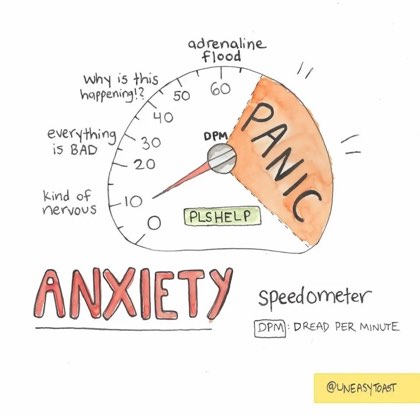 adrenaline
flood
why is this
happening!?
everything
is BAD
kind of
nervous
0
10
20
30
40
50
60
DPM
PANIC
PLSHELP
ANXIETY
speedometer
DPM: DREAD PER MINUTE
@UNEASYTOAST